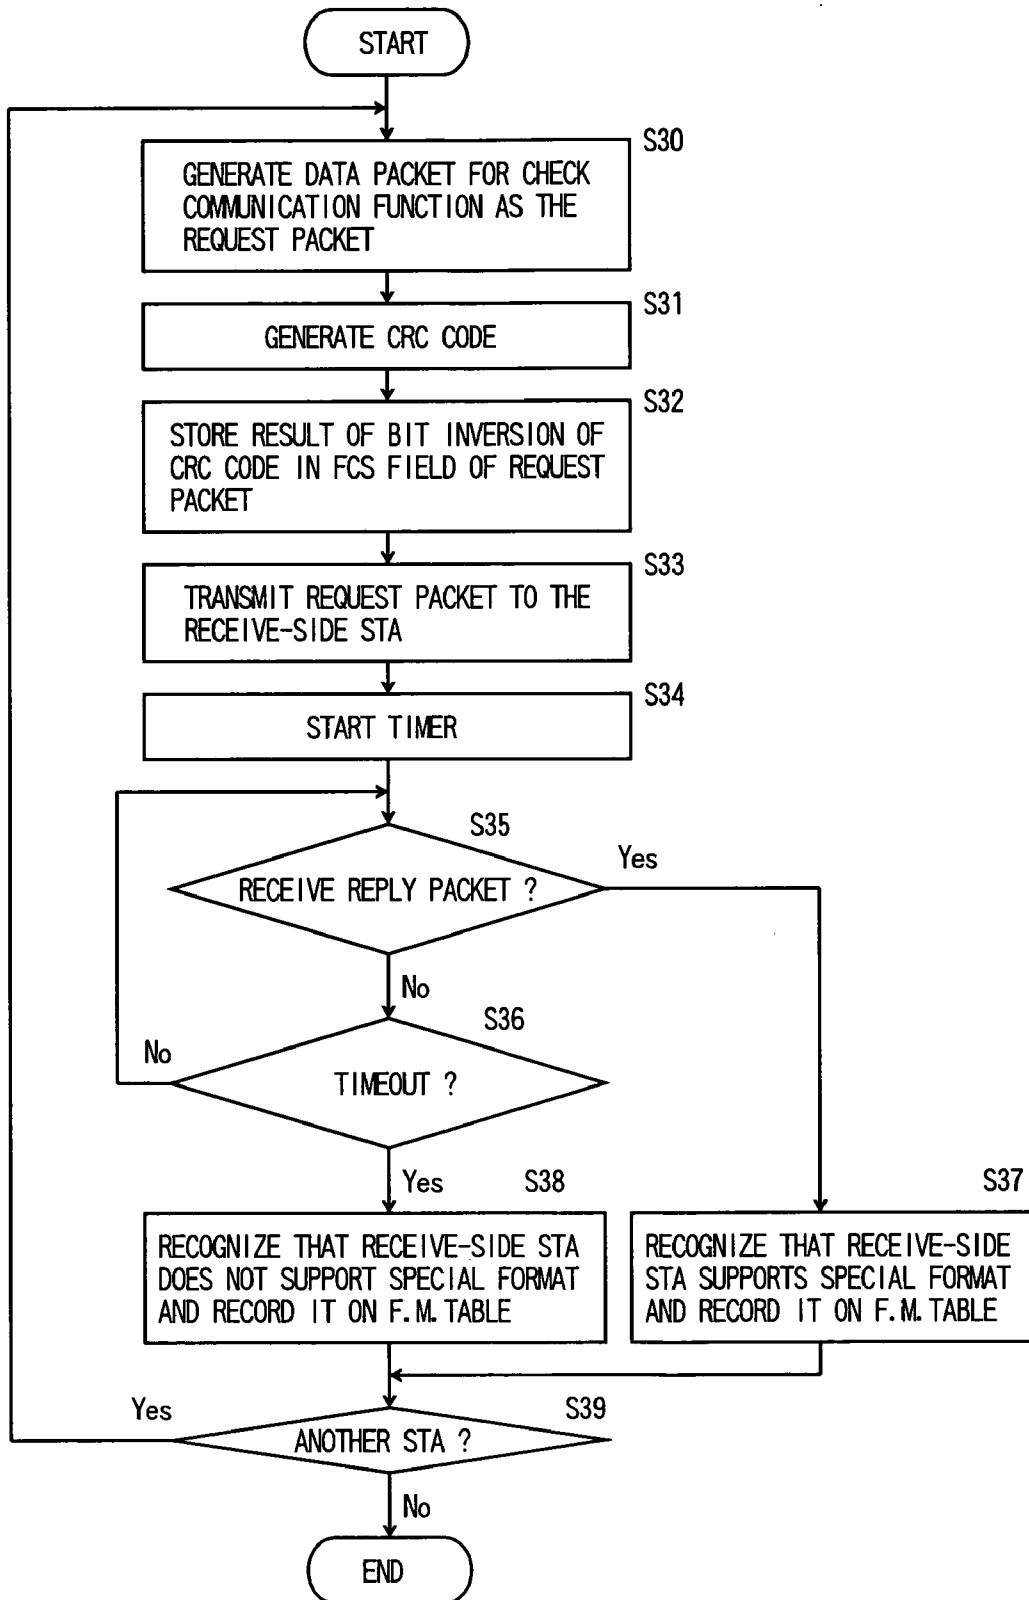 START
S30
GENERATE DATA PACKET FOR CHECK
COMMUNICATION FUNCTION AS THE
REQUEST PACKET
S31
GENERATE CRC CODE
S32
STORE RESULT OF BIT INVERSION OF
CRC CODE IN FCS FIELD OF REQUEST
PACKET
S33
TRANSMIT REQUEST PACKET TO THE
RECEIVE-SIDE STA
S34
START TIMER
S35
Yes
RECEIVE REPLY PACKET ?
No
S36
No
TIMEOUT ?
Yes
S38
S37
RECOGNIZE THAT RECEIVE-SIDE STA
DOES NOT SUPPORT SPECIAL FORMAT
AND RECORD IT ON F.M.TABLE
RECOGNIZE THAT RECEIVE-SIDE
STA SUPPORTS SPECIAL FORMAT
AND RECORD IT ON F.M.TABLE
Yes
S39
ANOTHER STA ?
No
END